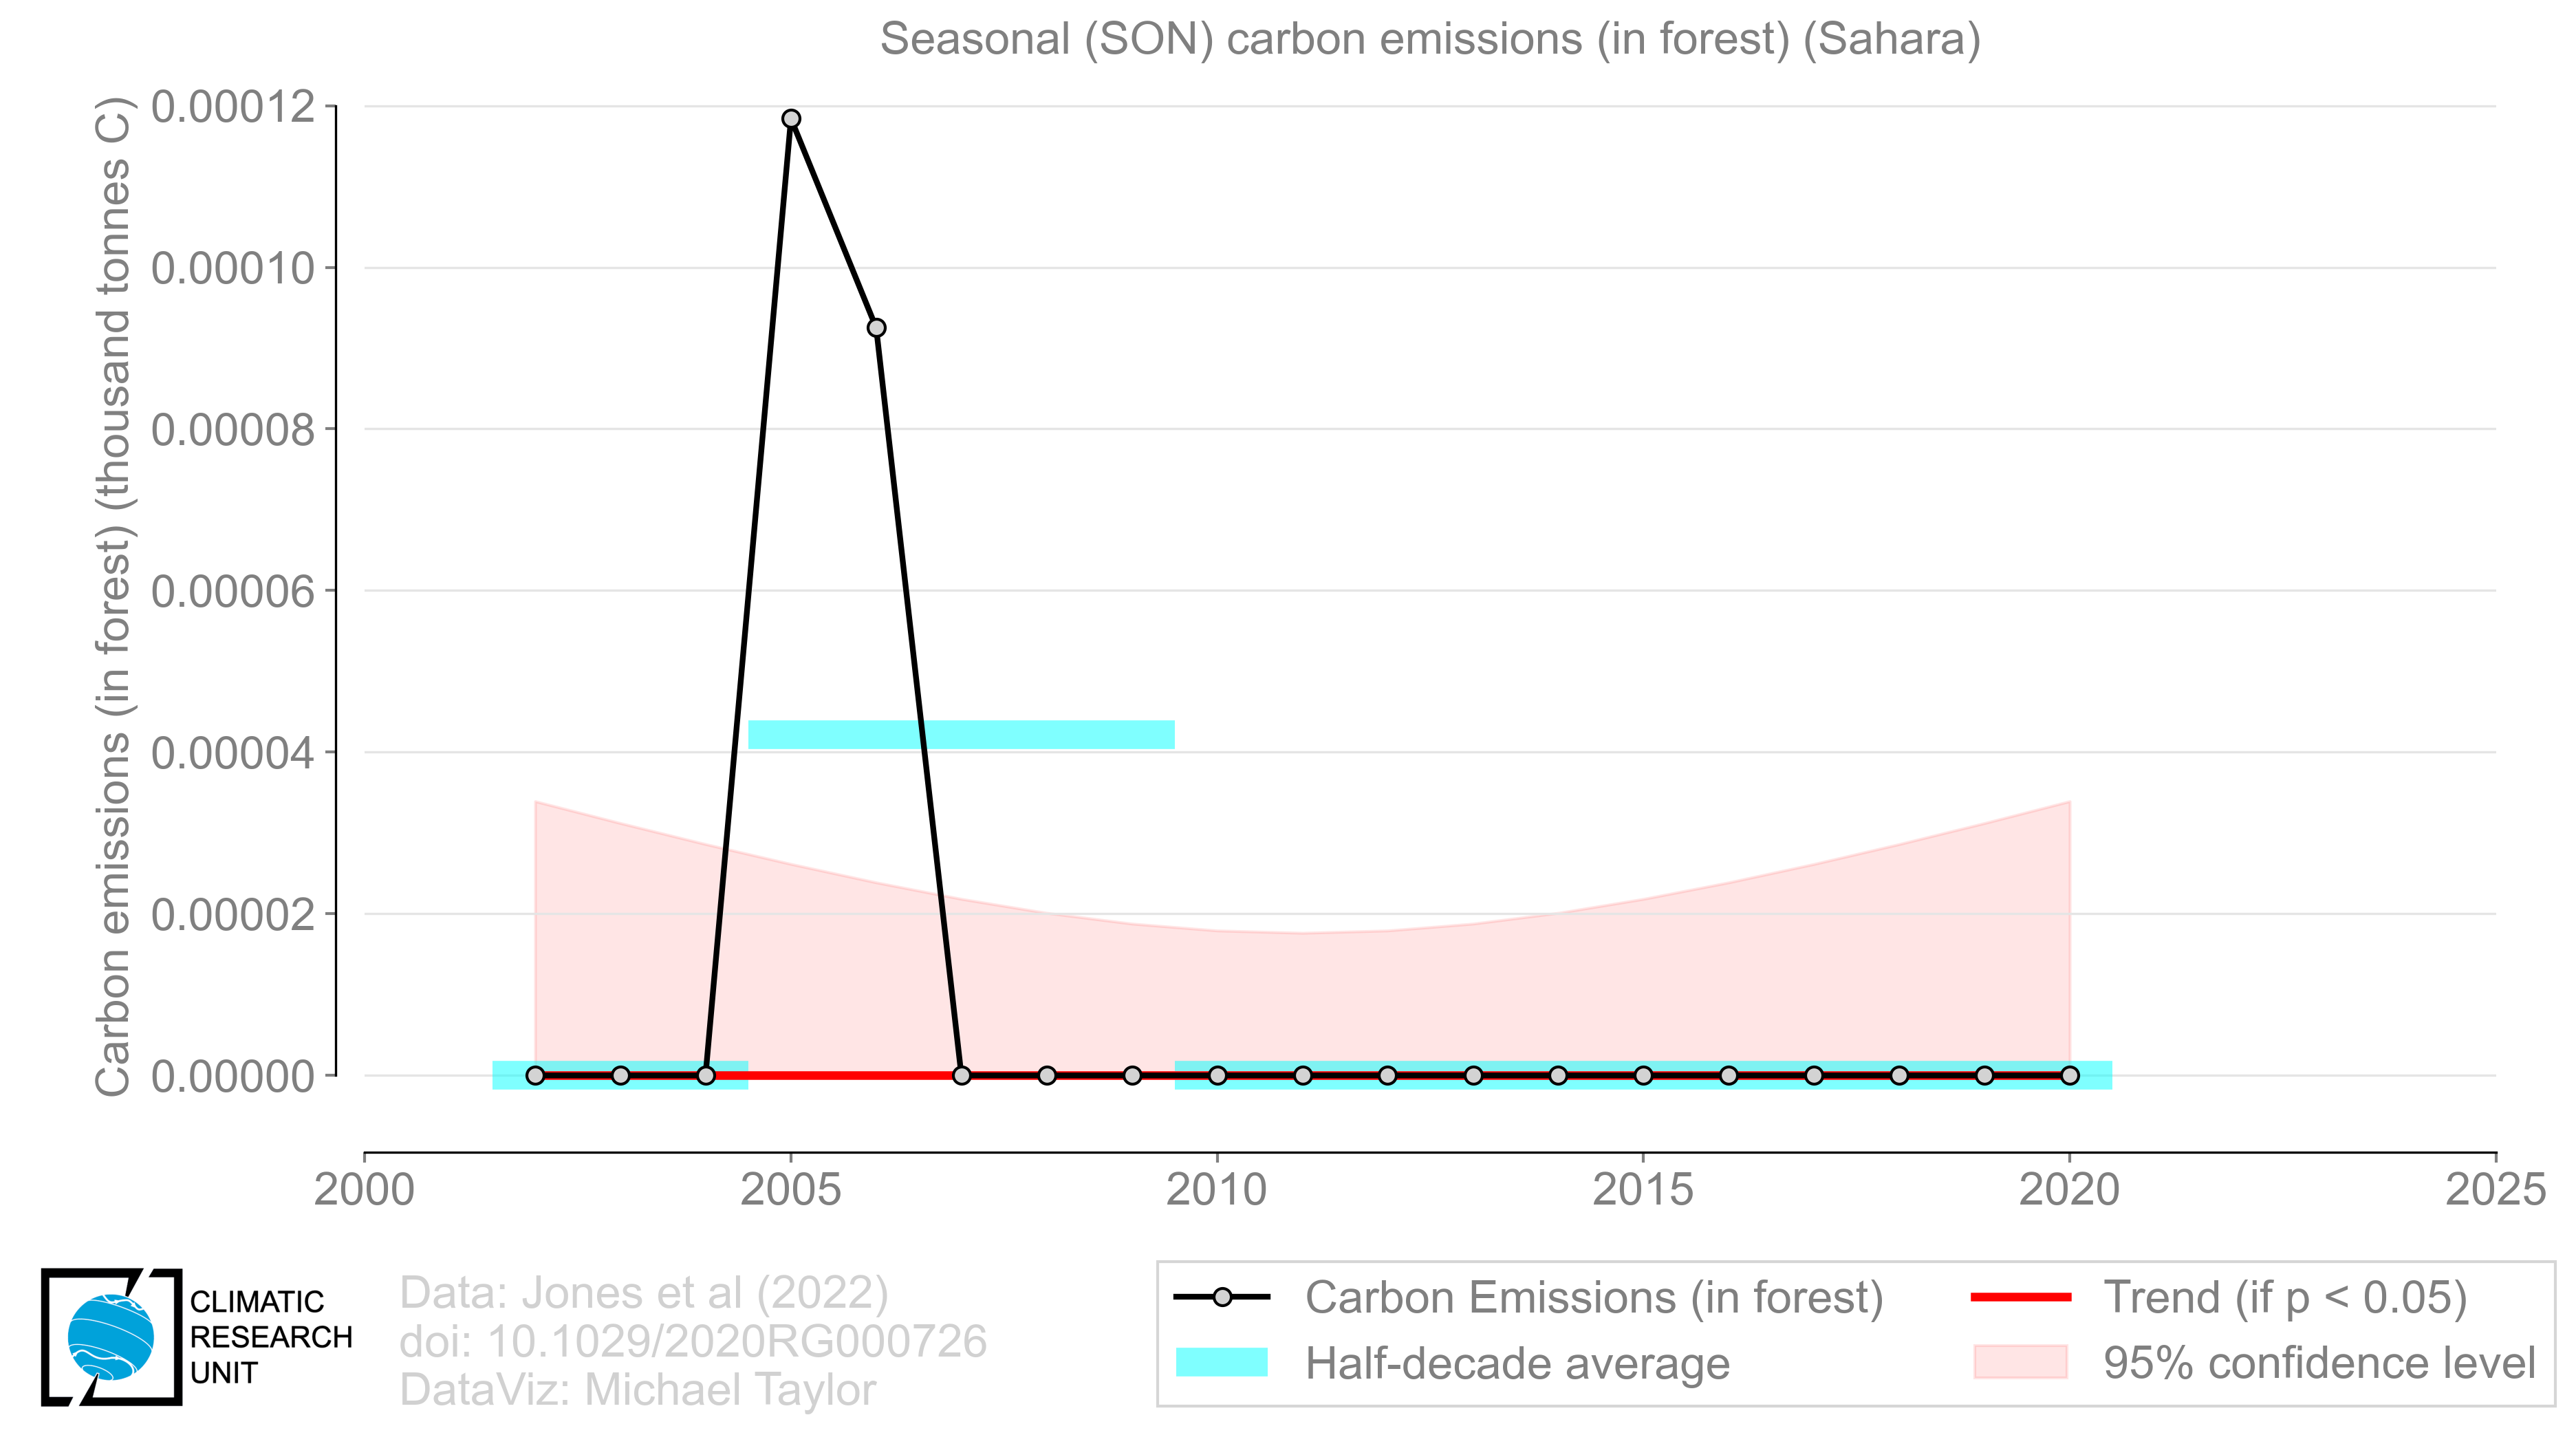 Seasonal (SON) carbon emissions (in forest) (Sahara)
Carbon emissions (in forest) (thousand tonnes C)
0.00012
0.00010
0.00008
0.00006
0.00004
0.00002
0.00000
2000 2005 2010 2015 2020 2025
CLIMATIC
RESEARCH
UNIT
Data: Jones et al (2022)
doi: 10.1029/2020RG000726
DataViz: Michael Taylor
Carbon Emissions (in forest)
Half-decade average
Trend (if p < 0.05)
95% confidence level